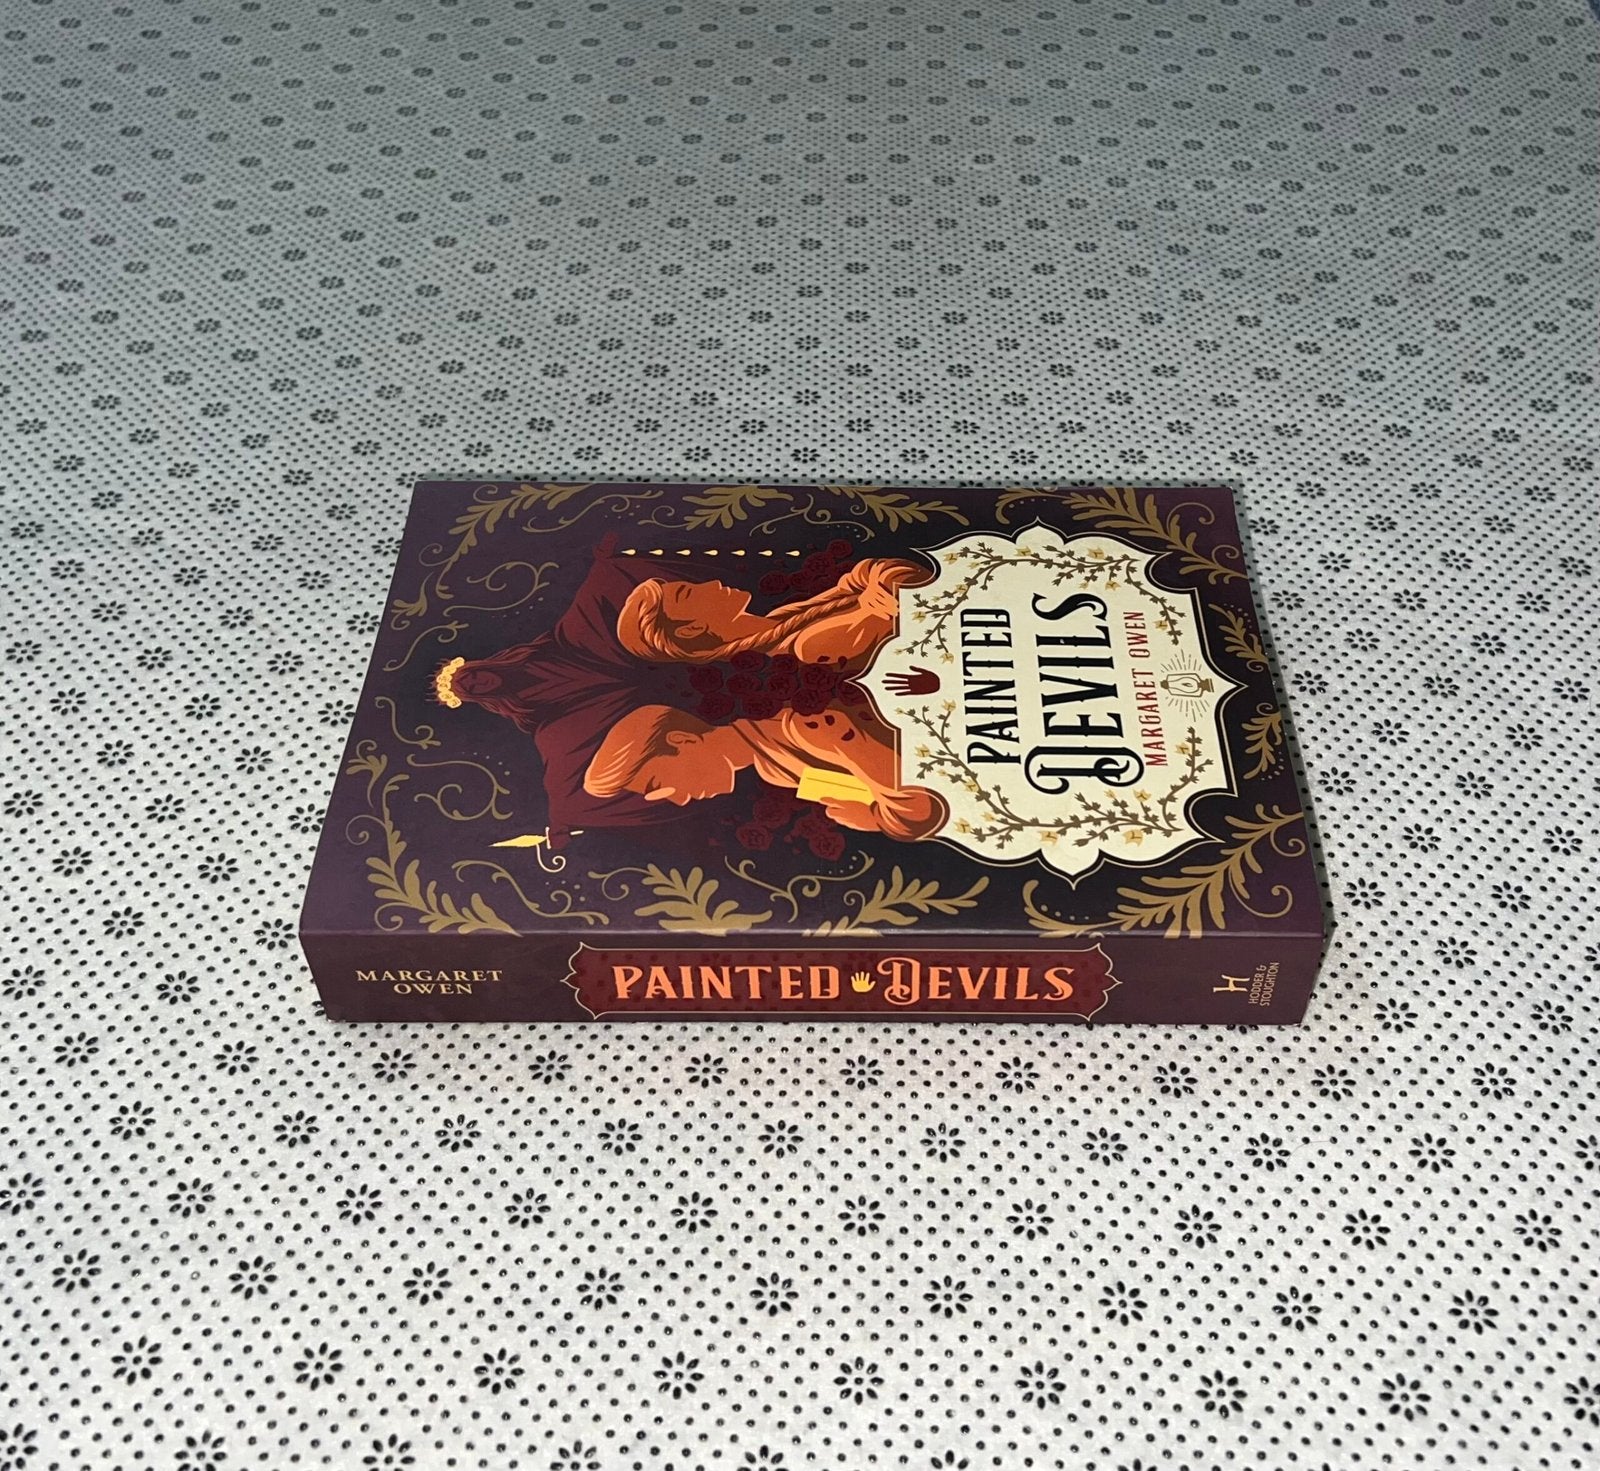 PAINTED
DEVILS
MARGARET OWEN
MARGARET
OWEN
PAINTED DEVILS
HODDER &
STOUGHTON